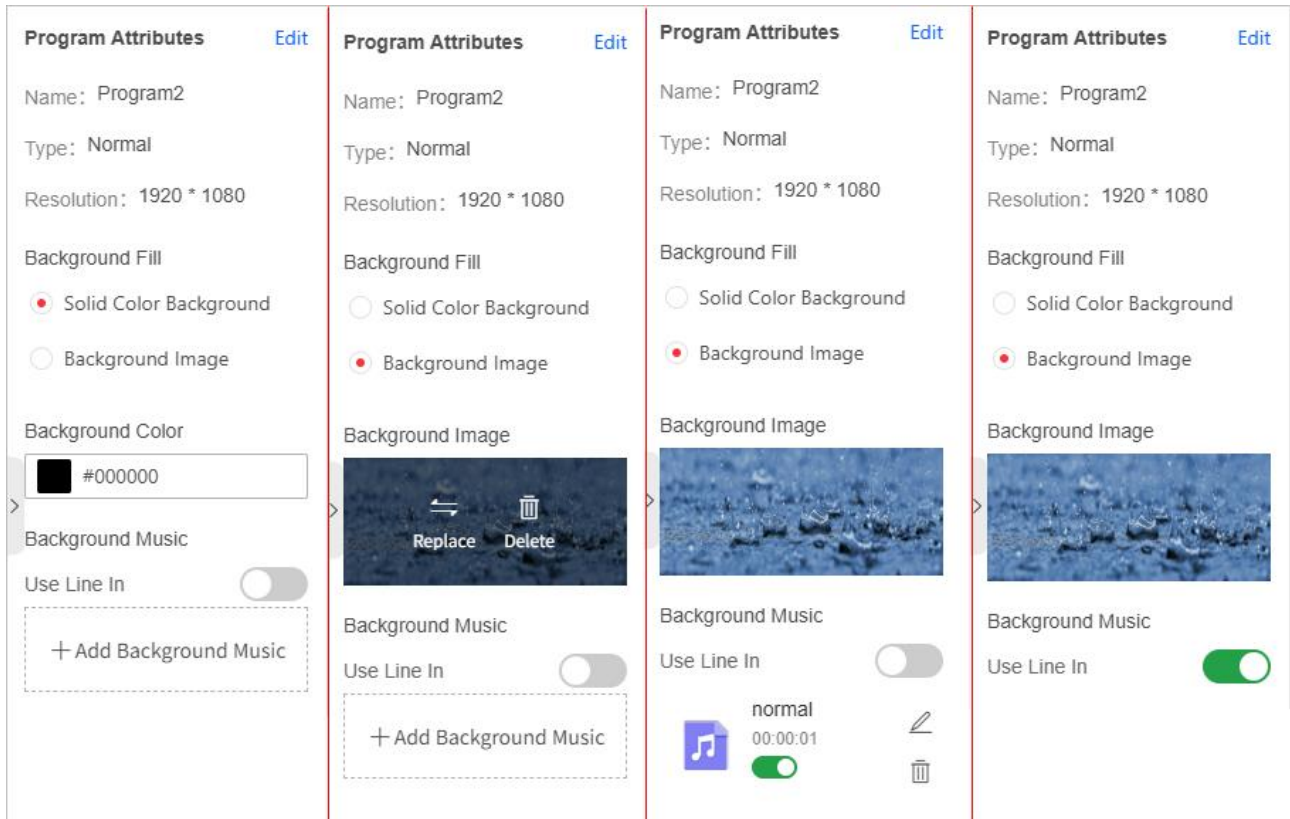 Program Attributes Edit
Name: Program2
Type: Normal
Resolution: 1920 * 1080
Background Fill
Solid Color Background
Background Image
Background Color
#000000
Background Music
Use Line In
+ Add Background Music
Program Attributes Edit
Name: Program2
Type: Normal
Resolution: 1920 * 1080
Background Fill
Solid Color Background
Background Image
Background Image
Replace Delete
Background Music
Use Line In
+ Add Background Music
Program Attributes Edit
Name: Program2
Type: Normal
Resolution: 1920 * 1080
Background Fill
Solid Color Background
Background Image
Background Image
Background Music
Use Line In
normal
00:00:01
Program Attributes Edit
Name: Program2
Type: Normal
Resolution: 1920 * 1080
Background Fill
Solid Color Background
Background Image
Background Image
Background Music
Use Line In